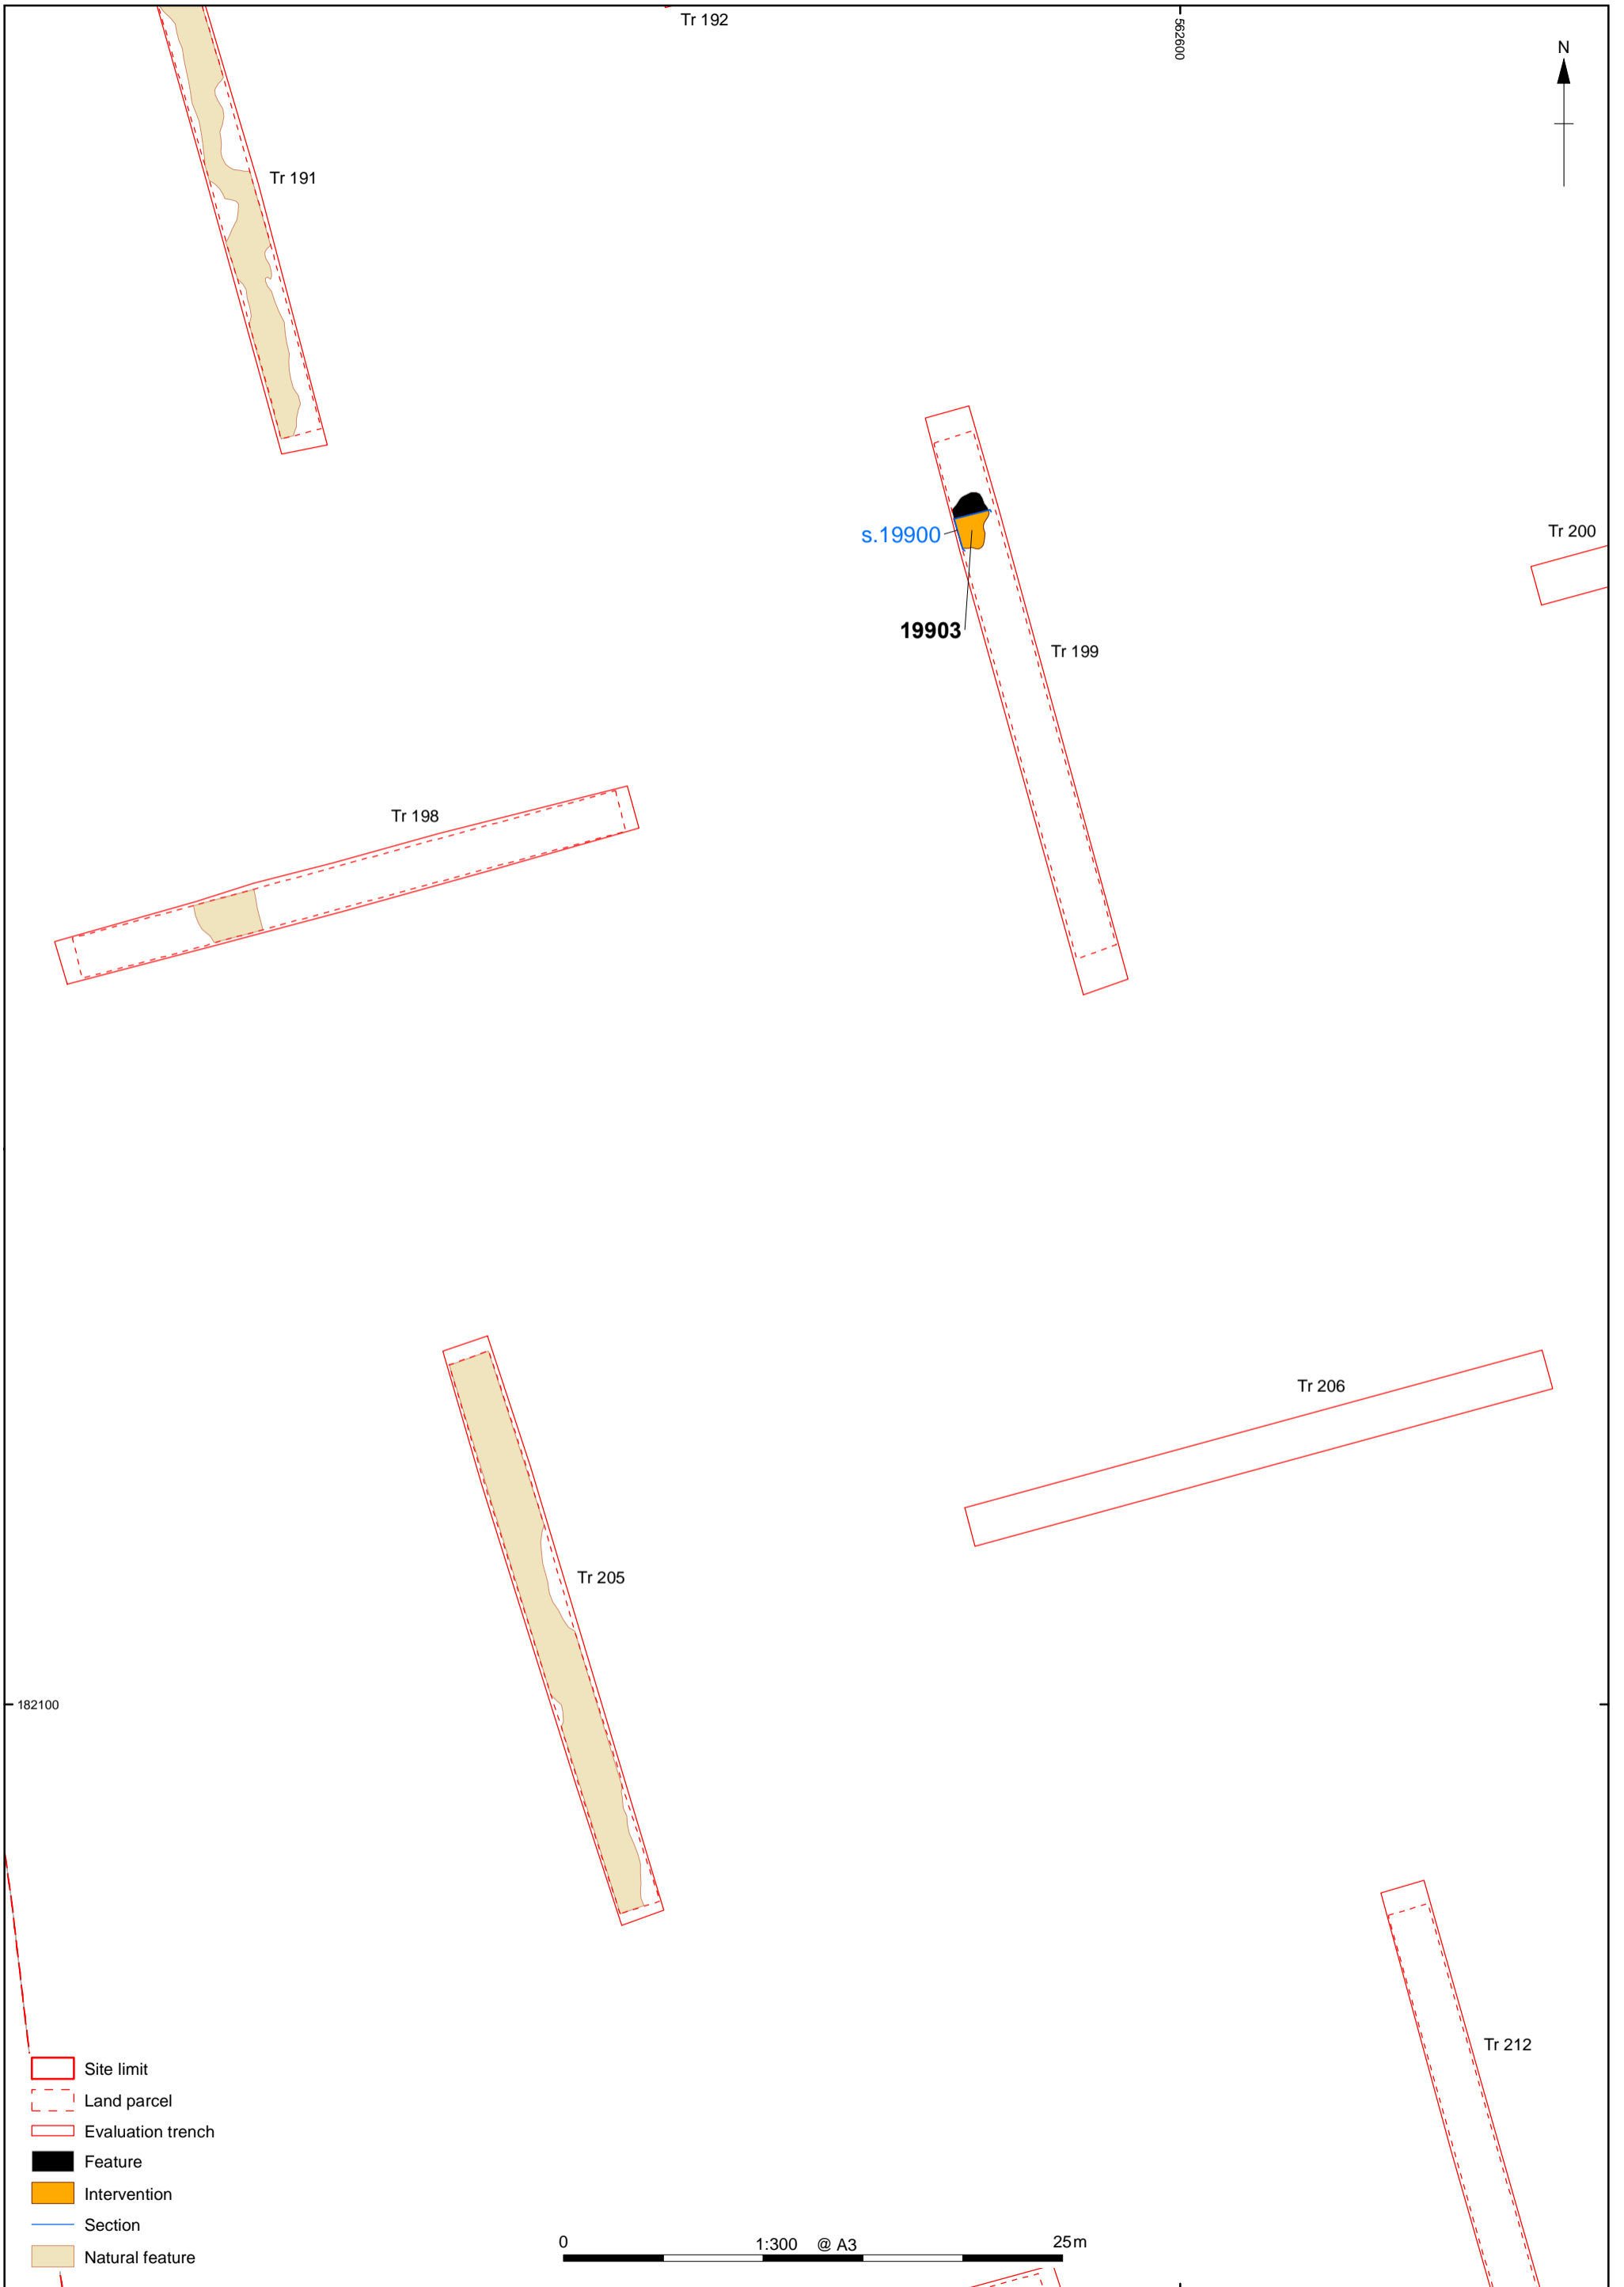 Tr 192
562600
N
Tr 191
Tr 200
s.19900
19903
Tr 199
Tr 198
Tr 206
Tr 205
182100
Tr 212
Site limit
Land parcel
Evaluation trench
Feature
Intervention
Section
Natural feature
0 1:300 @ A3 25m